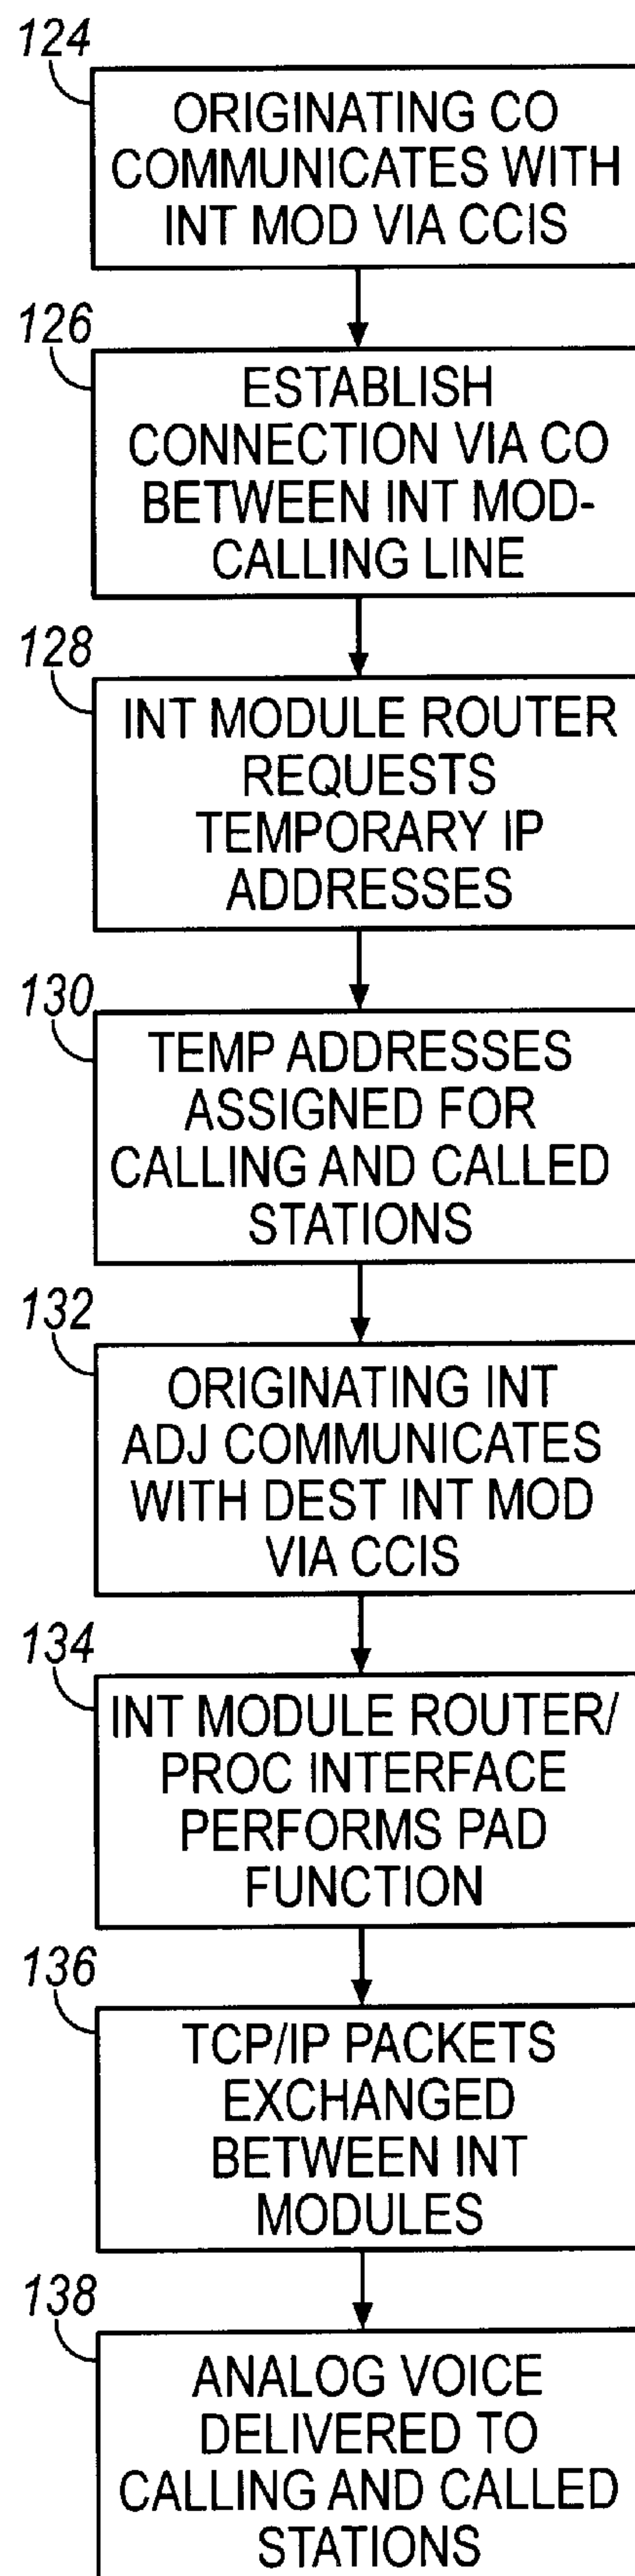 124
ORIGINATING CO
COMMUNICATES WITH
INT MOD VIA CCIS
126
ESTABLISH
CONNECTION VIA CO
BETWEEN INT MOD-
CALLING LINE
128
INT MODULE ROUTER
REQUESTS
TEMPORARY IP
ADDRESSES
130
TEMP ADDRESSES
ASSIGNED FOR
CALLING AND CALLED
STATIONS
132
ORIGINATING INT
ADJ COMMUNICATES
WITH DEST INT MOD
VIA CCIS
134
INT MODULE ROUTER/
PROC INTERFACE
PERFORMS PAD
FUNCTION
136
TCP/IP PACKETS
EXCHANGED
BETWEEN INT
MODULES
138
ANALOG VOICE
DELIVERED TO
CALLING AND CALLED
STATIONS